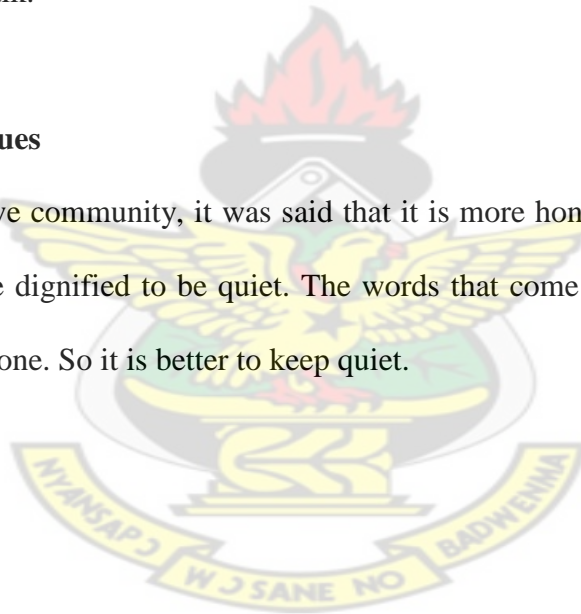 ues
ve community, it was said that it is more hon
e dignified to be quiet. The words that come
one. So it is better to keep quiet.
NYANSAPƆ WƆSANE NO BADWENMA